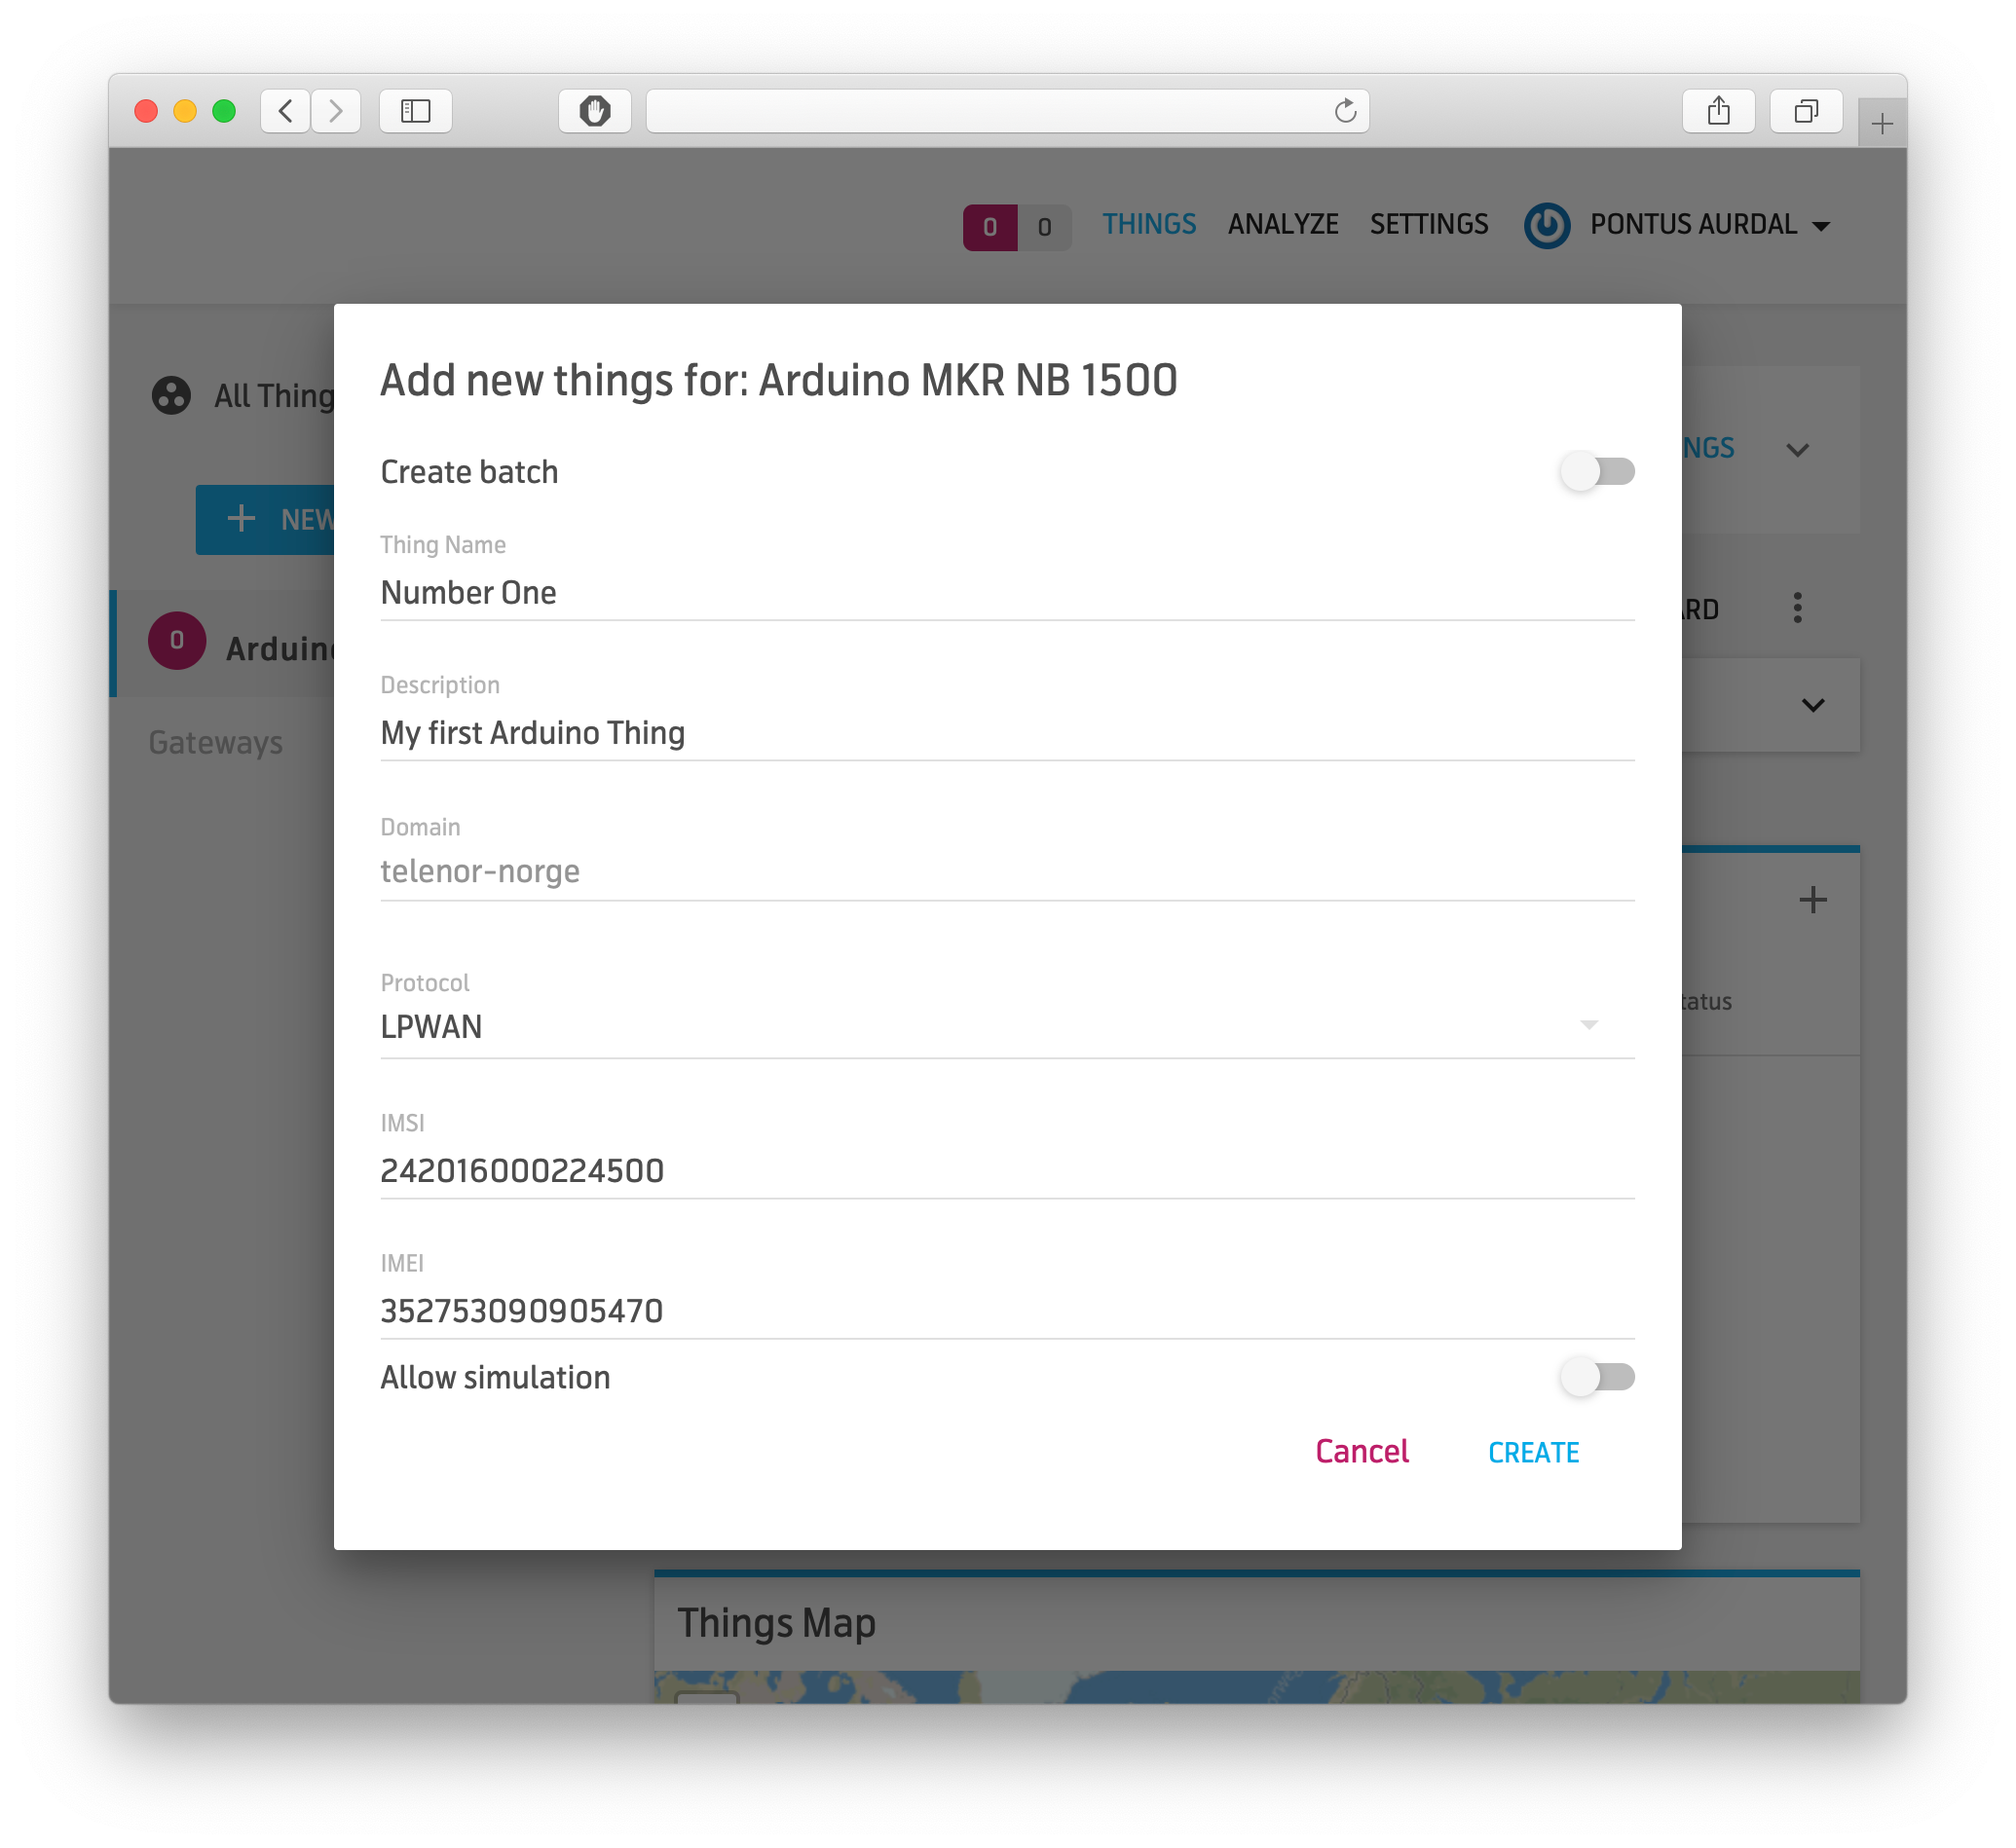 0 0 THINGS ANALYZE SETTINGS PONTUS AURDAL
All Thing
NEW
0 Arduino
Gateways
NGS
ARD
tatus
Add new things for: Arduino MKR NB 1500
Create batch
Thing Name
Number One
Description
My first Arduino Thing
Domain
telenor-norge
Protocol
LPWAN
IMSI
242016000224500
IMEI
352753090905470
Allow simulation
Cancel CREATE
Things Map